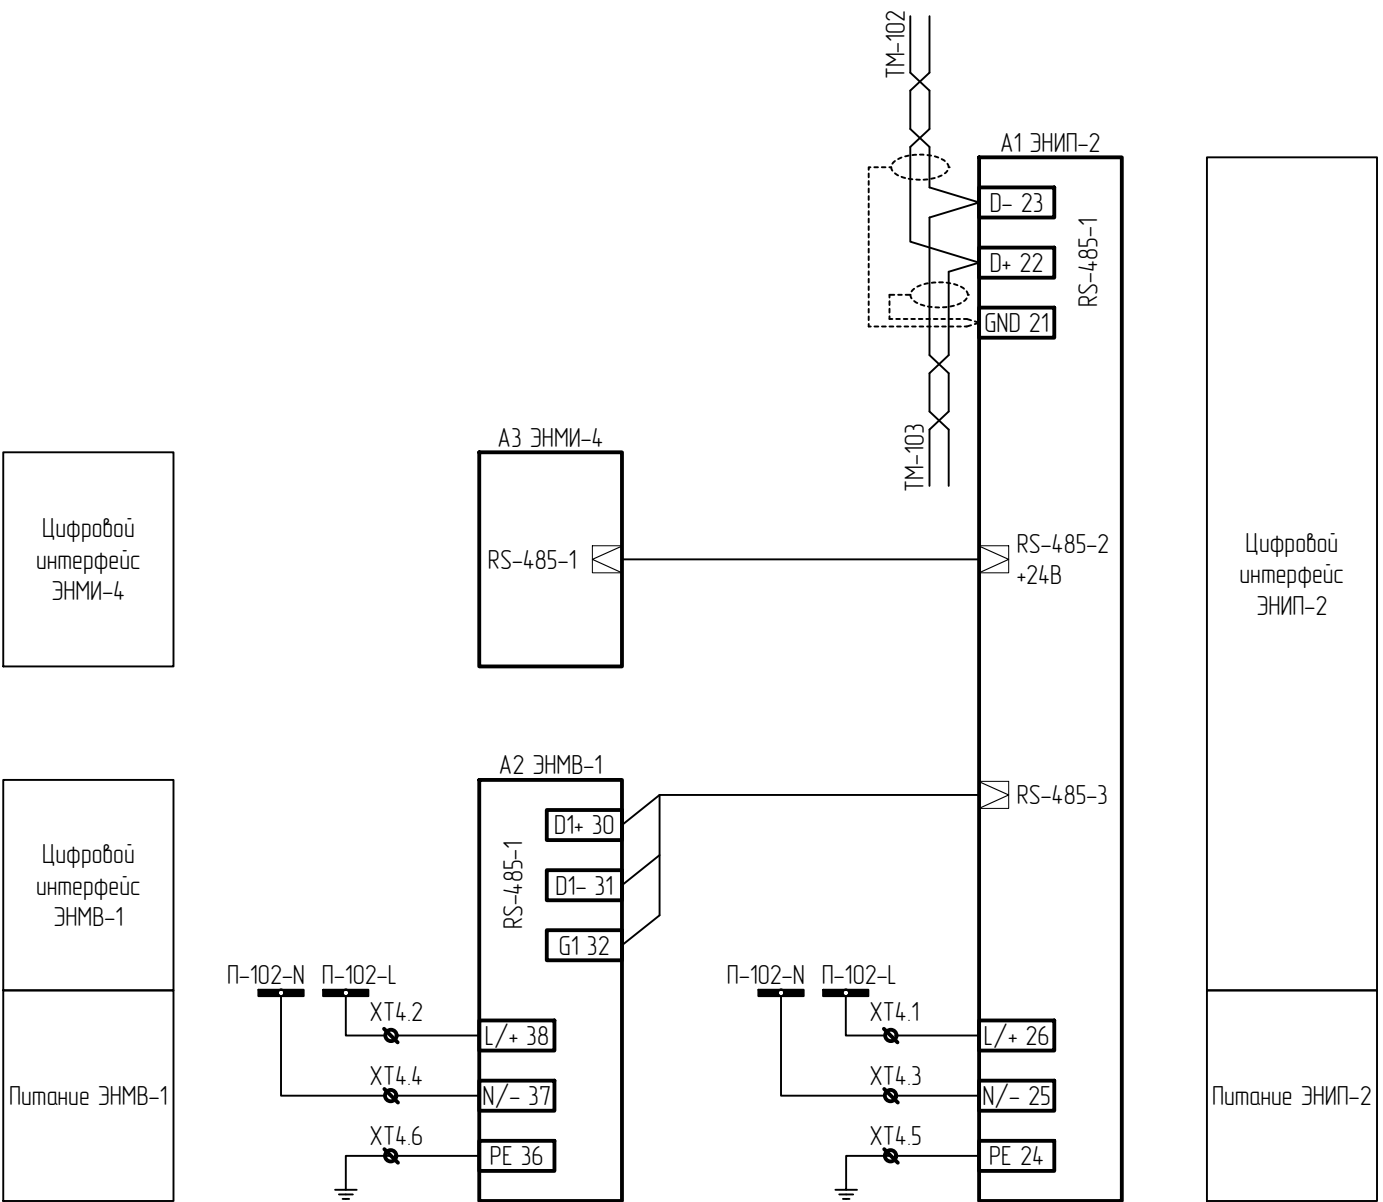 ТМ-102
А1 ЭНИП-2
D- 23
D+ 22
GND 21
RS-485-1
ТМ-103
А3 ЭНМИ-4
RS-485-1
RS-485-2
+24В
Цифровой
интерфейс
ЭНМИ-4
Цифровой
интерфейс
ЭНИП-2
А2 ЭНМВ-1
D1+ 30
D1- 31
G1 32
RS-485-1
RS-485-3
Цифровой
интерфейс
ЭНМВ-1
П-102-N
П-102-L
XT4.2
L/+ 38
XT4.4
N/- 37
XT4.6
PE 36
П-102-N
П-102-L
XT4.1
L/+ 26
XT4.3
N/- 25
XT4.5
PE 24
Питание ЭНМВ-1
Питание ЭНИП-2